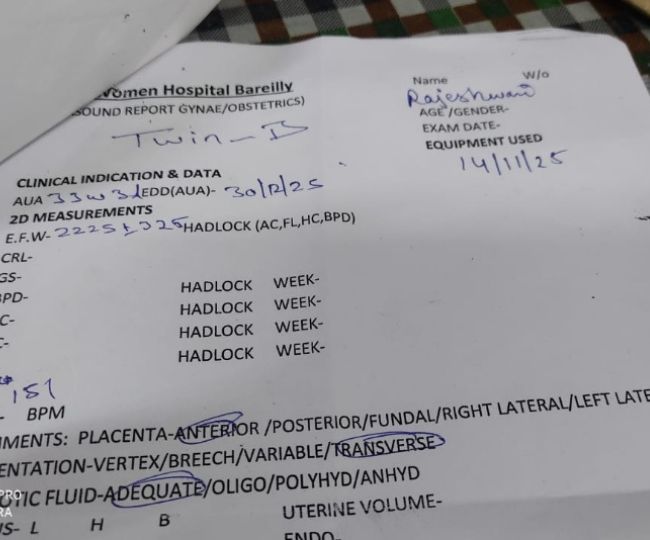 Women Hospital Bareilly
SOUND REPORT GYNAE/OBSTETRICS)
Twin-B
Name W/o
Rajeshwari
AGE/GENDER-
EXAM DATE-
EQUIPMENT USED
14/11/25
CLINICAL INDICATION & DATA
AUA 33w3d EDD(AUA)- 30/12/25
2D MEASUREMENTS
E.F.W- 2225± 325 HADLOCK (AC,FL,HC,BPD)
CRL-
GS-
BPD- HADLOCK WEEK-
C- HADLOCK WEEK-
C- HADLOCK WEEK-
HADLOCK WEEK-
151
BPM
MENTS: PLACENTA-ANTERIOR /POSTERIOR/FUNDAL/RIGHT LATERAL/LEFT LATE
ENTATION-VERTEX/BREECH/VARIABLE/TRANSVERSE
OTIC FLUID-ADEQUATE/OLIGO/POLYHYD/ANHYD
US- L H B UTERINE VOLUME-
ENDO-